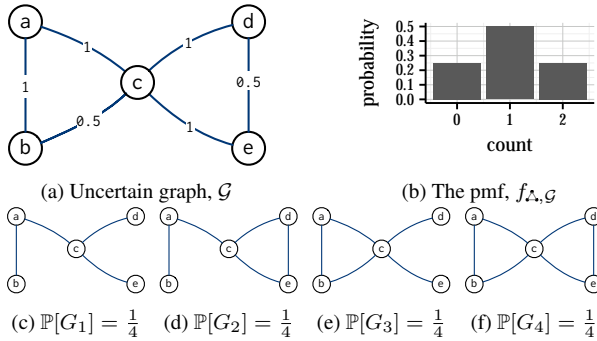 a
d
1
1
1
c
0.5
0.5
1
b
e
probability
0.5
0.4
0.3
0.2
0.1
0.0
0 1 2
count
(a) Uncertain graph, 𝒢
(b) The pmf, f△,𝒢
a d a d a d a d
c c c c
b e b e b e b e
(c) ℙ[G₁] = 1/4 (d) ℙ[G₂] = 1/4 (e) ℙ[G₃] = 1/4 (f) ℙ[G₄] = 1/4